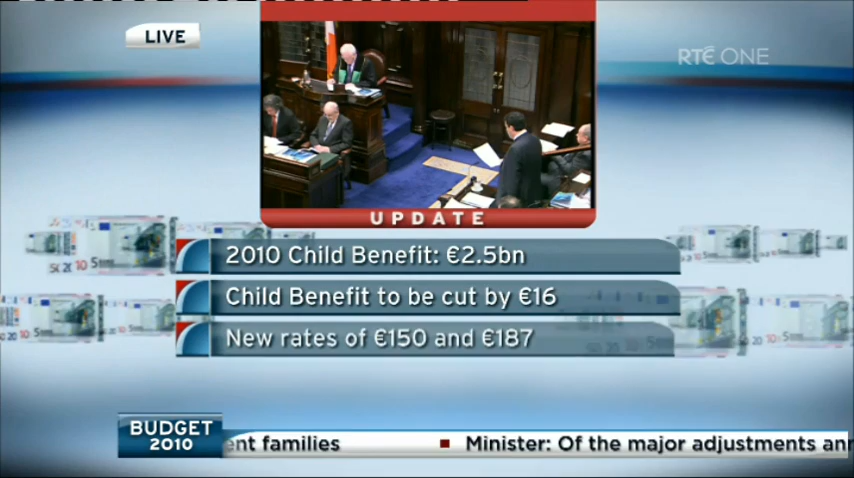 LIVE
RTÉ ONE
UPDATE
2010 Child Benefit: €2.5bn
Child Benefit to be cut by €16
New rates of €150 and €187
BUDGET
2010
ent families ■ Minister: Of the major adjustments ann